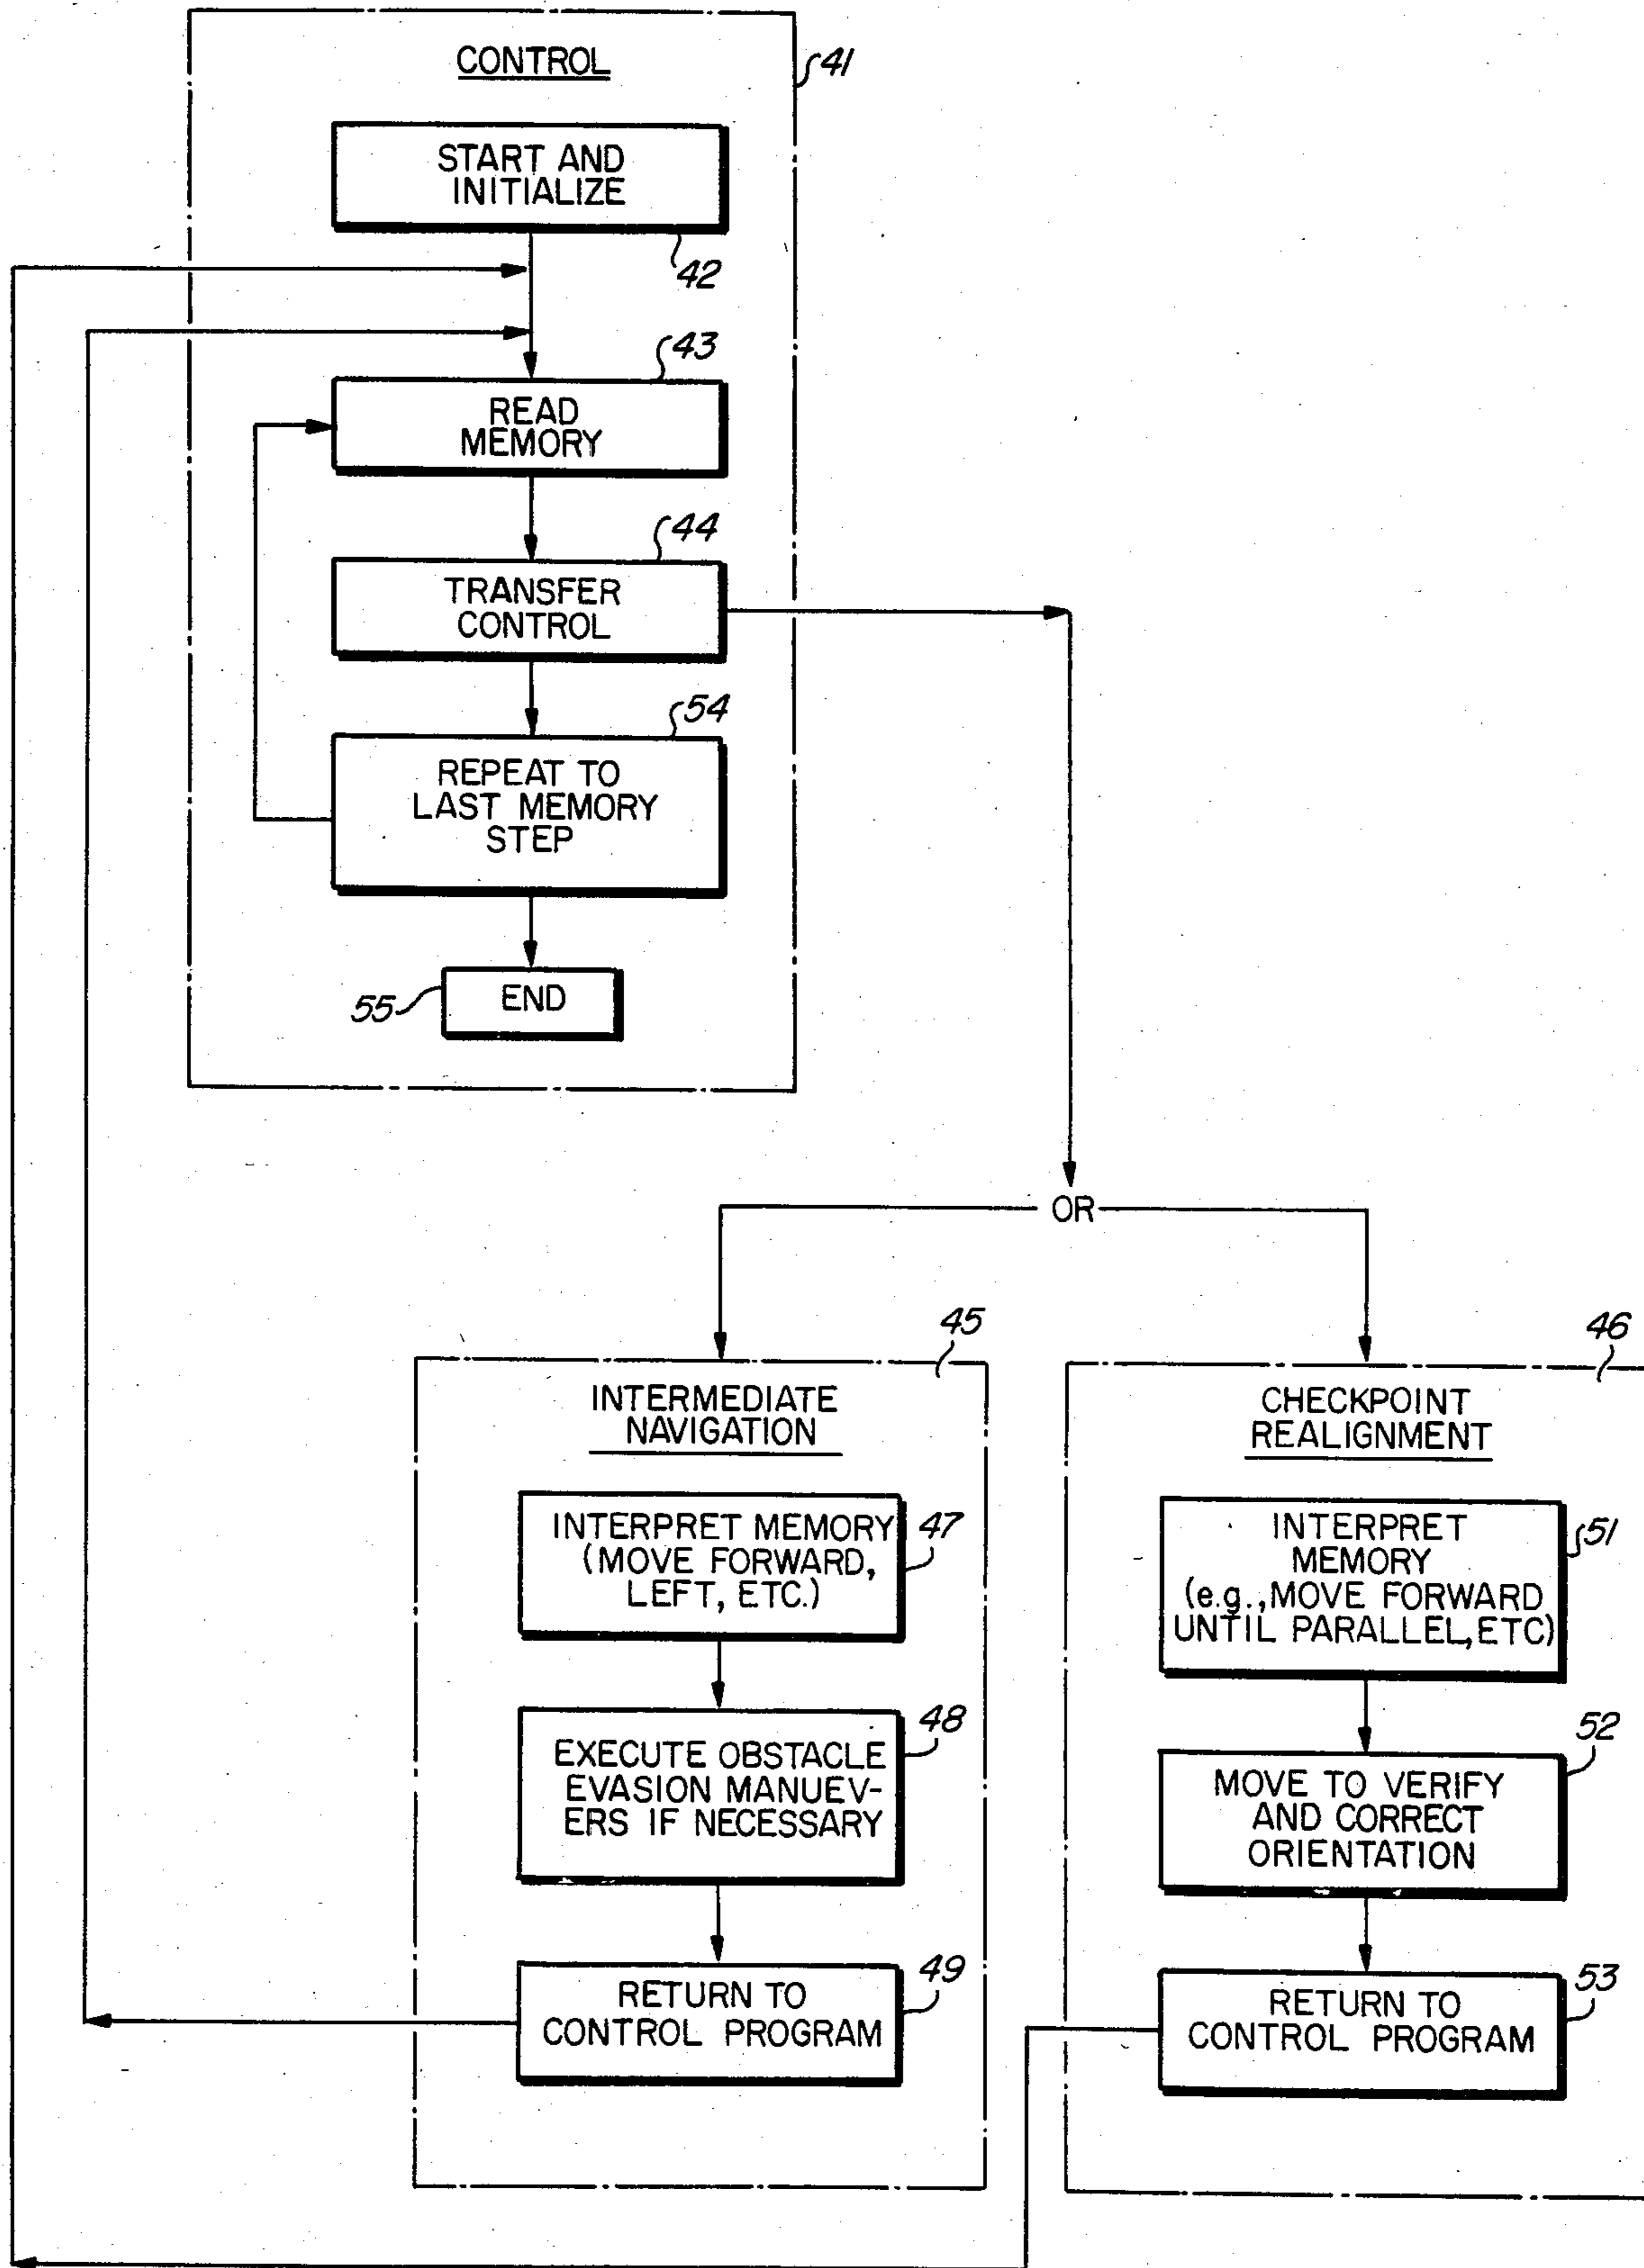 CONTROL
41
START AND
INITIALIZE
42
43
READ
MEMORY
44
TRANSFER
CONTROL
54
REPEAT TO
LAST MEMORY
STEP
55
END
OR
45
INTERMEDIATE
NAVIGATION
INTERPRET MEMORY
(MOVE FORWARD,
LEFT, ETC.)
47
EXECUTE OBSTACLE
EVASION MANUEV-
ERS IF NECESSARY
48
RETURN TO
CONTROL PROGRAM
49
46
CHECKPOINT
REALIGNMENT
INTERPRET
MEMORY
(e.g.,MOVE FORWARD
UNTIL PARALLEL,ETC)
51
MOVE TO VERIFY
AND CORRECT
ORIENTATION
52
RETURN TO
CONTROL PROGRAM
53